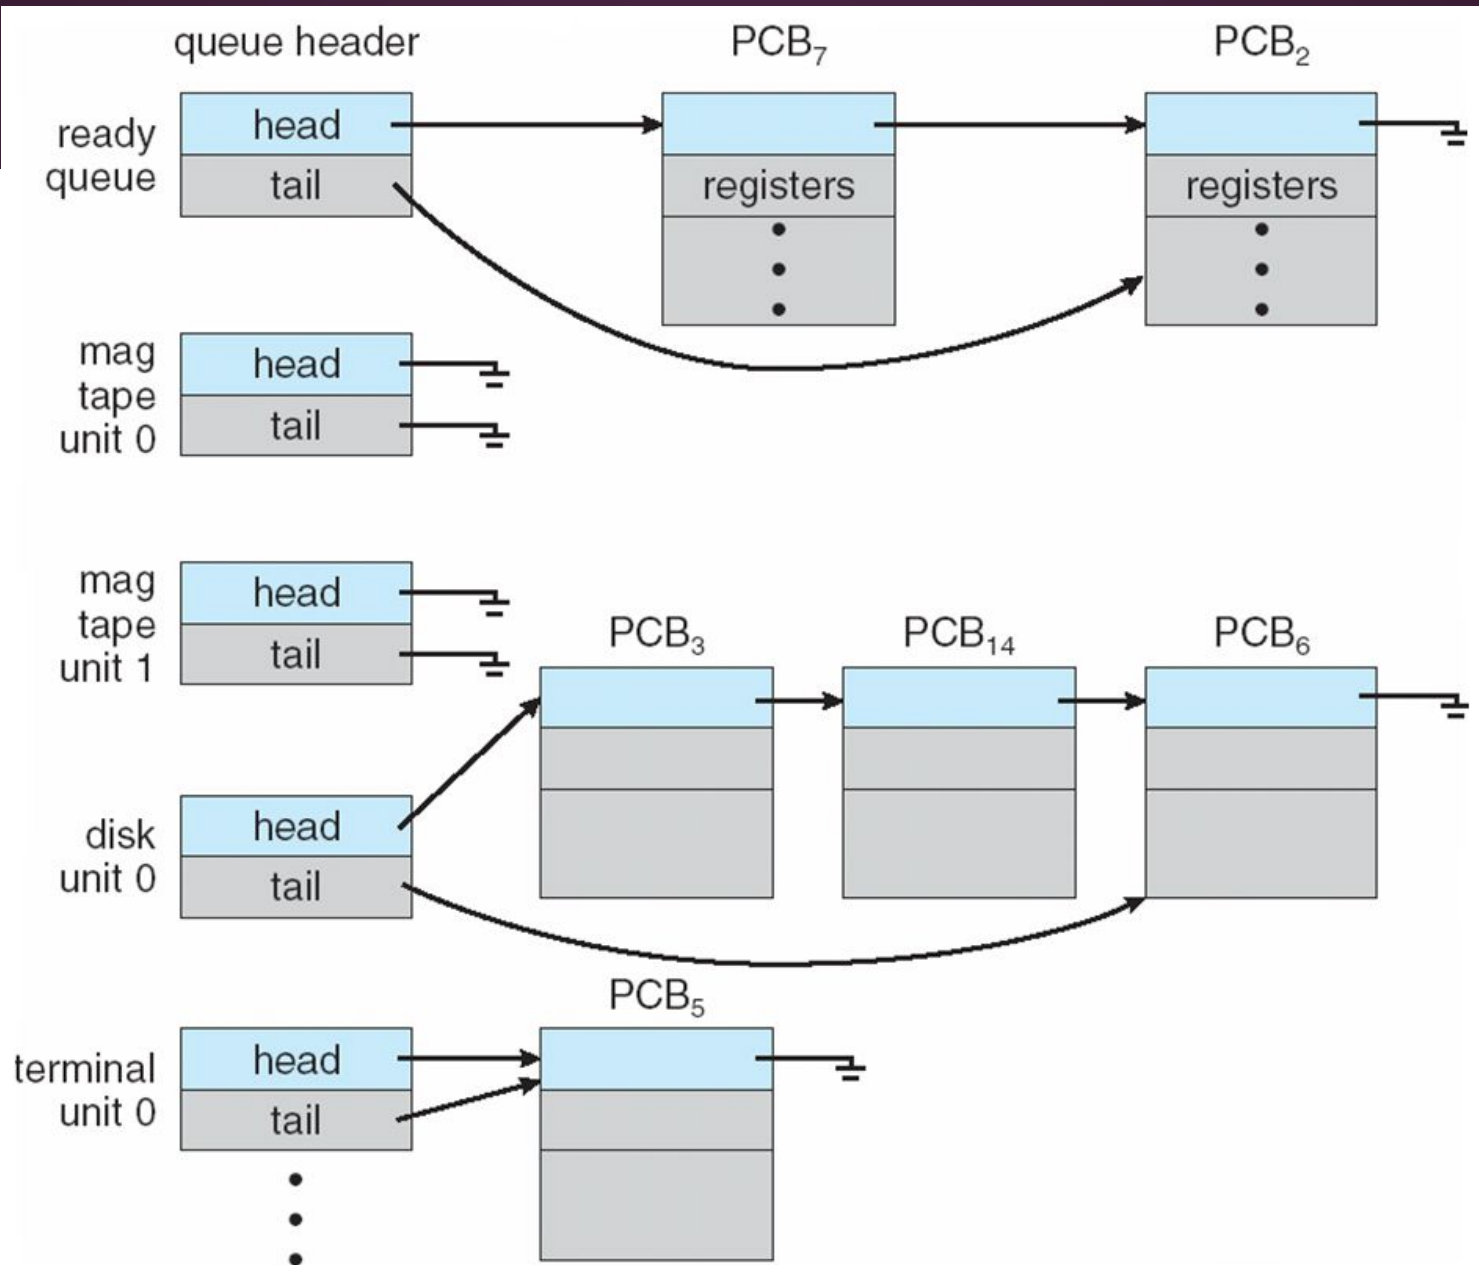 queue header
PCB7
PCB2
ready
queue
head
tail
registers
registers
mag
tape
unit 0
head
tail
mag
tape
unit 1
head
tail
PCB3
PCB14
PCB6
disk
unit 0
head
tail
PCB5
terminal
unit 0
head
tail